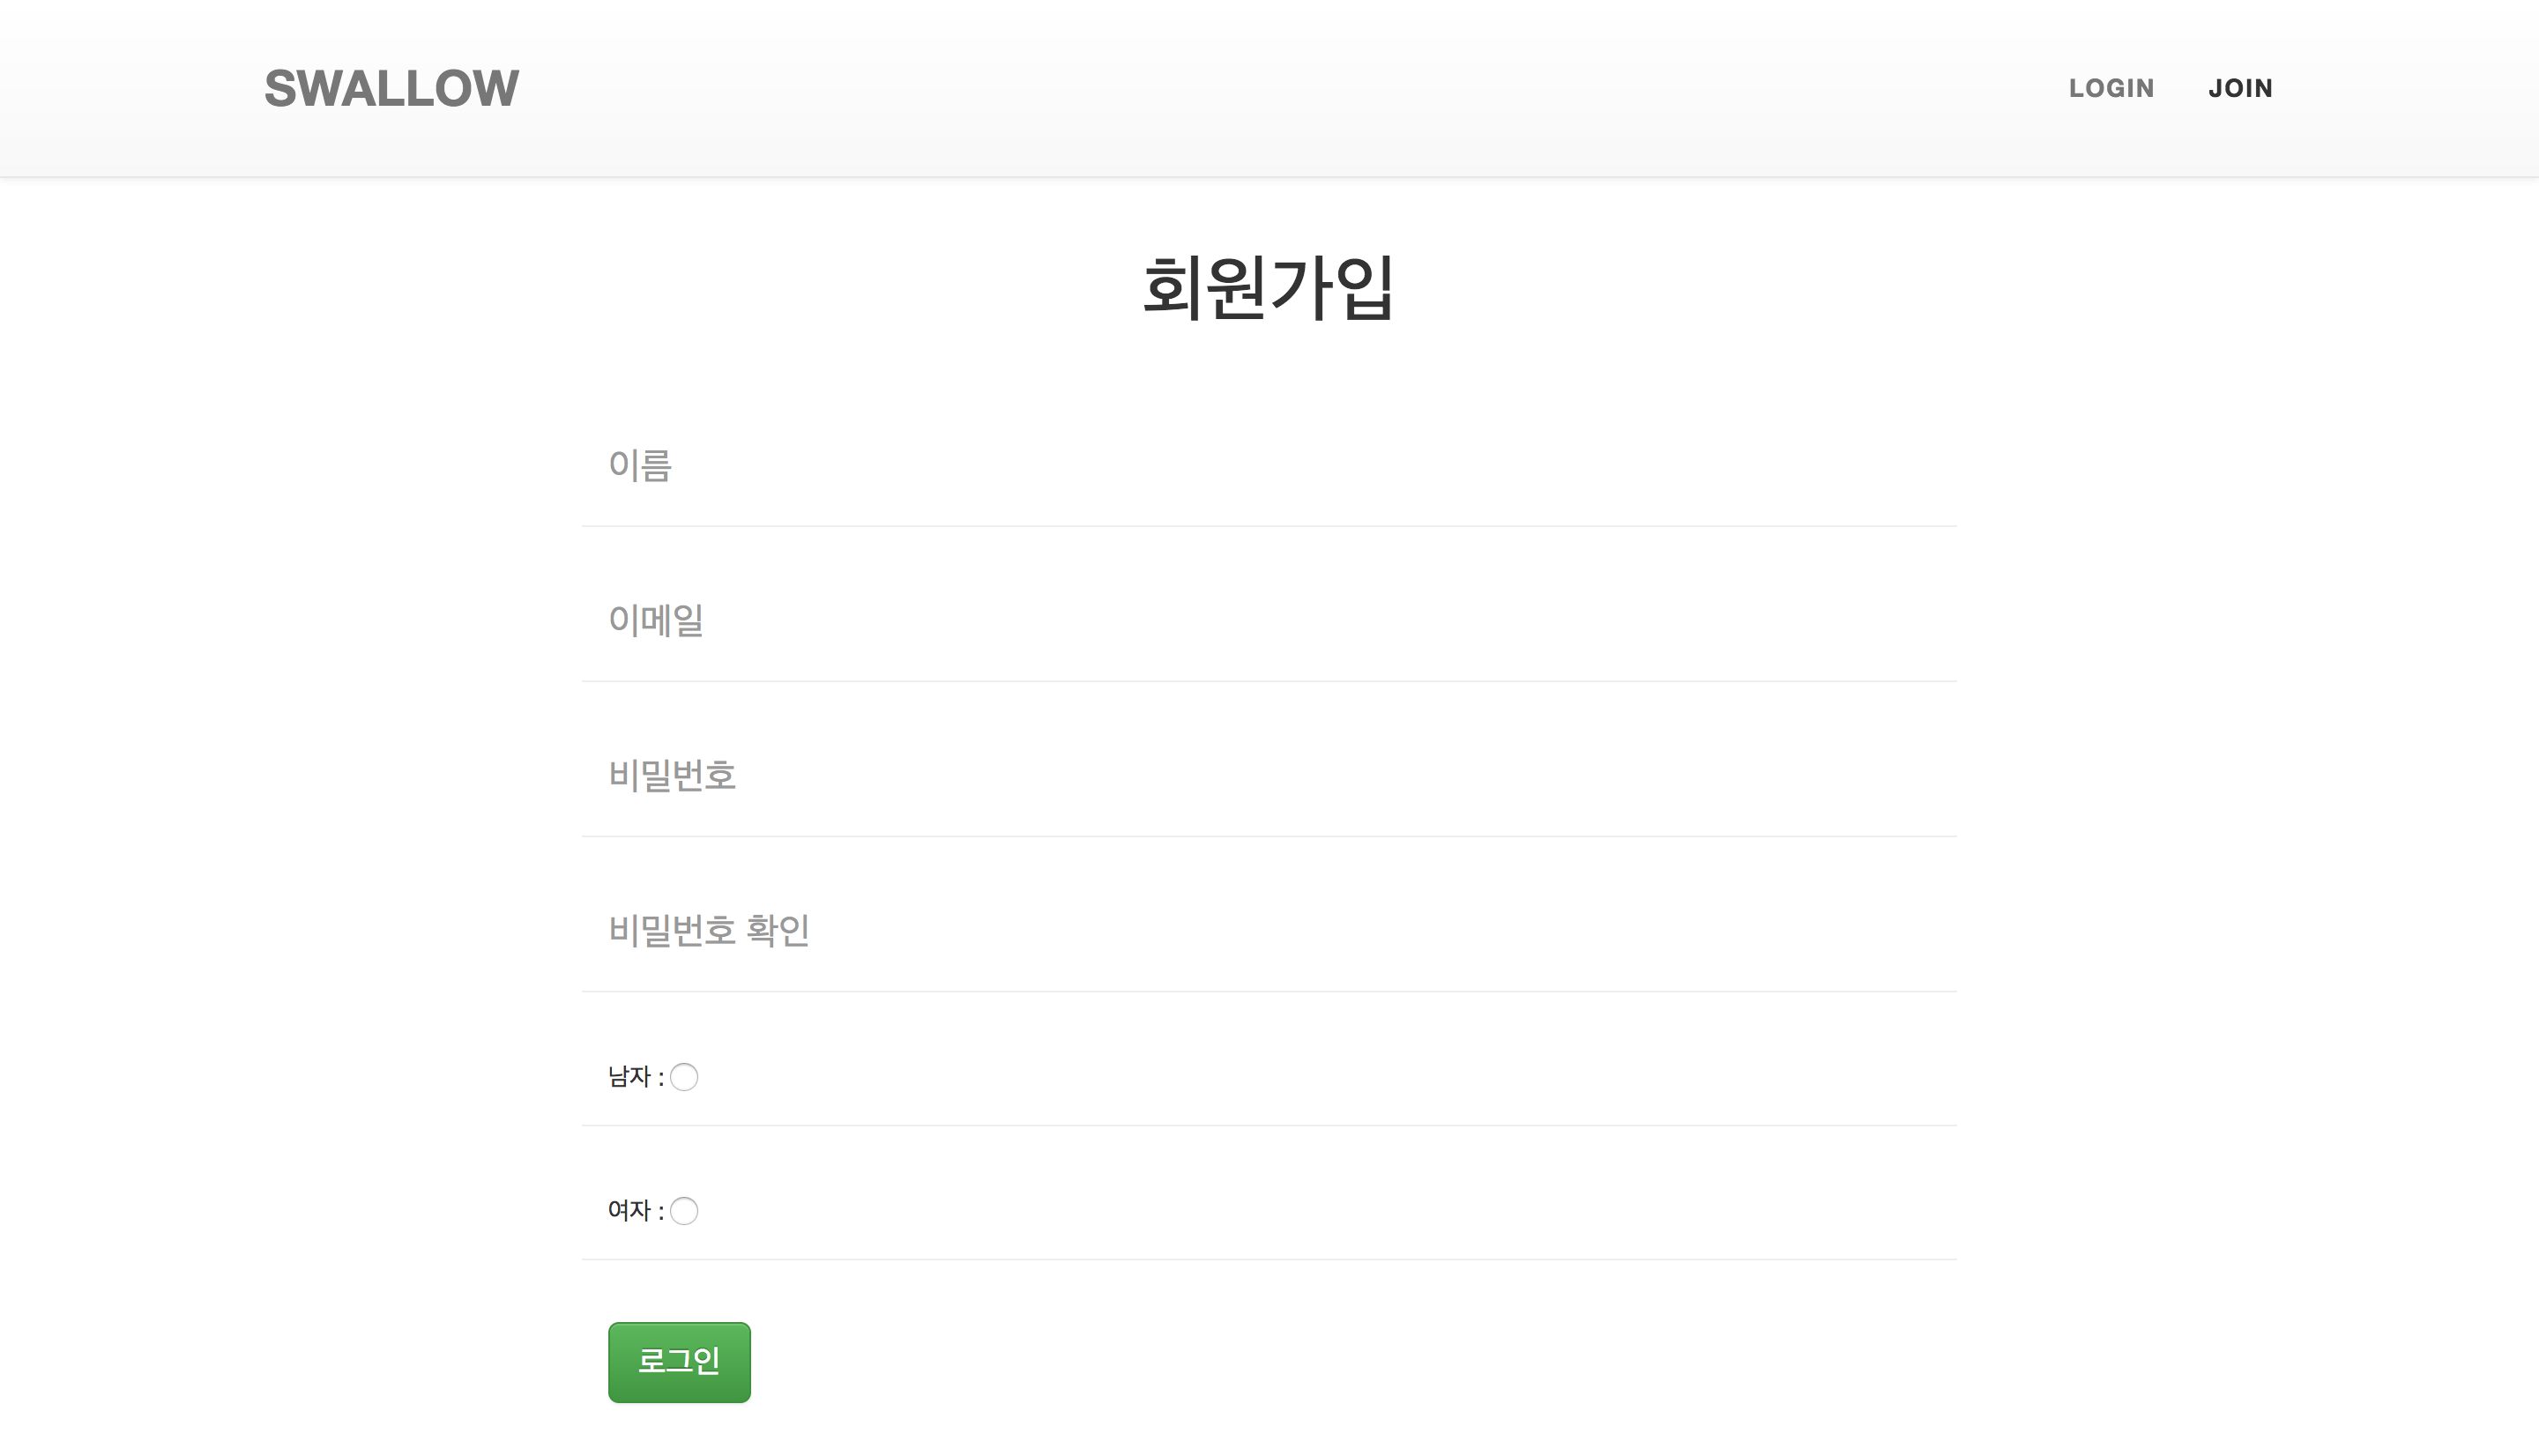 SWALLOW
LOGIN JOIN
회원가입
이름
이메일
비밀번호
비밀번호 확인
남자 :
여자 :
로그인